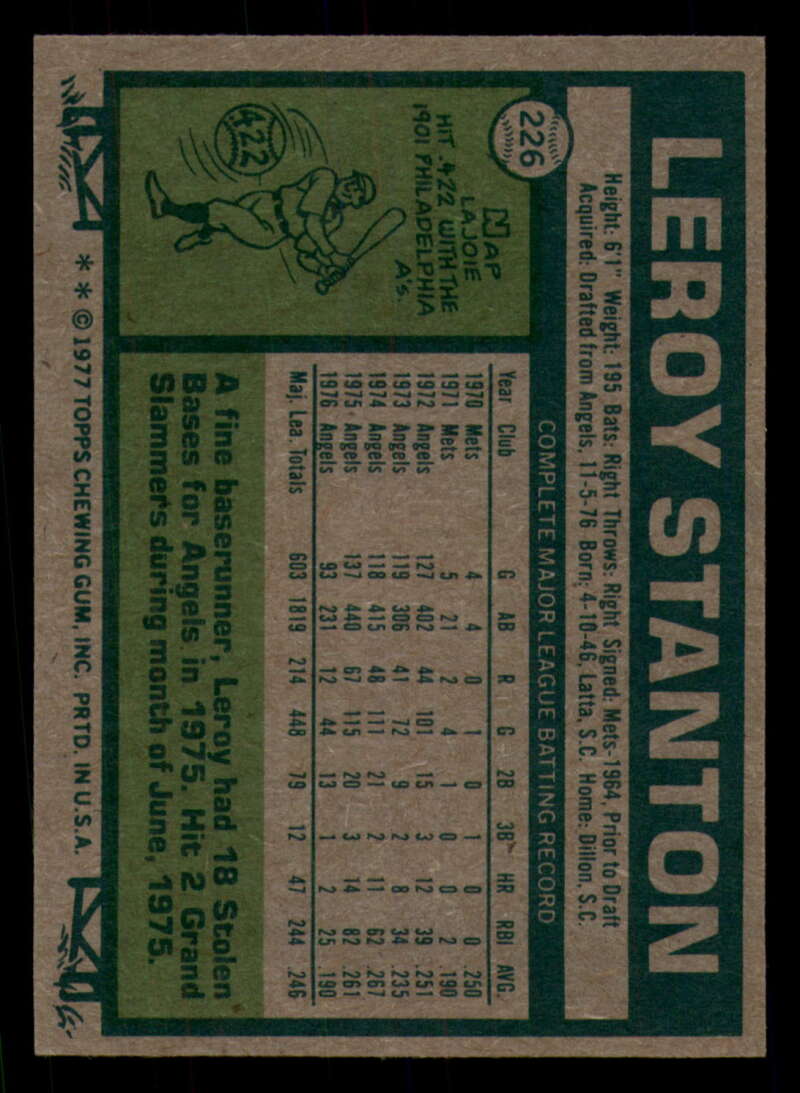 226
LEROY STANTON
Height: 6'1" Weight: 195 Bats: Right Throws: Right Signed: Mets-1964, Prior to Draft
Acquired: Drafted from Angels, 11-5-76 Born: 4-10-46, Latta, S.C. Home: Dillon, S.C.
COMPLETE MAJOR LEAGUE BATTING RECORD
Year Club G AB R G 2B 3B HR RBI AVG.
1970 Mets 4 4 0 1 0 1 0 0 .250
1971 Mets 5 21 2 4 1 0 0 2 .190
1972 Angels 127 402 44 101 15 3 12 39 .251
1973 Angels 119 306 41 72 9 2 8 34 .235
1974 Angels 118 415 48 111 21 2 11 62 .267
1975 Angels 137 440 67 115 20 3 14 82 .261
1976 Angels 93 231 12 44 13 1 2 25 .190
Maj. Lea. Totals 603 1819 214 448 79 12 47 244 .246
NAP
LAJOIE
HIT .422 WITH THE
1901 PHILADELPHIA
A's.
422
A fine baserunner, Leroy had 18 Stolen
Bases for Angels in 1975. Hit 2 Grand
Slammers during month of June, 1975.
* * © 1977 TOPPS CHEWING GUM, INC. PRTD. IN U.S.A.